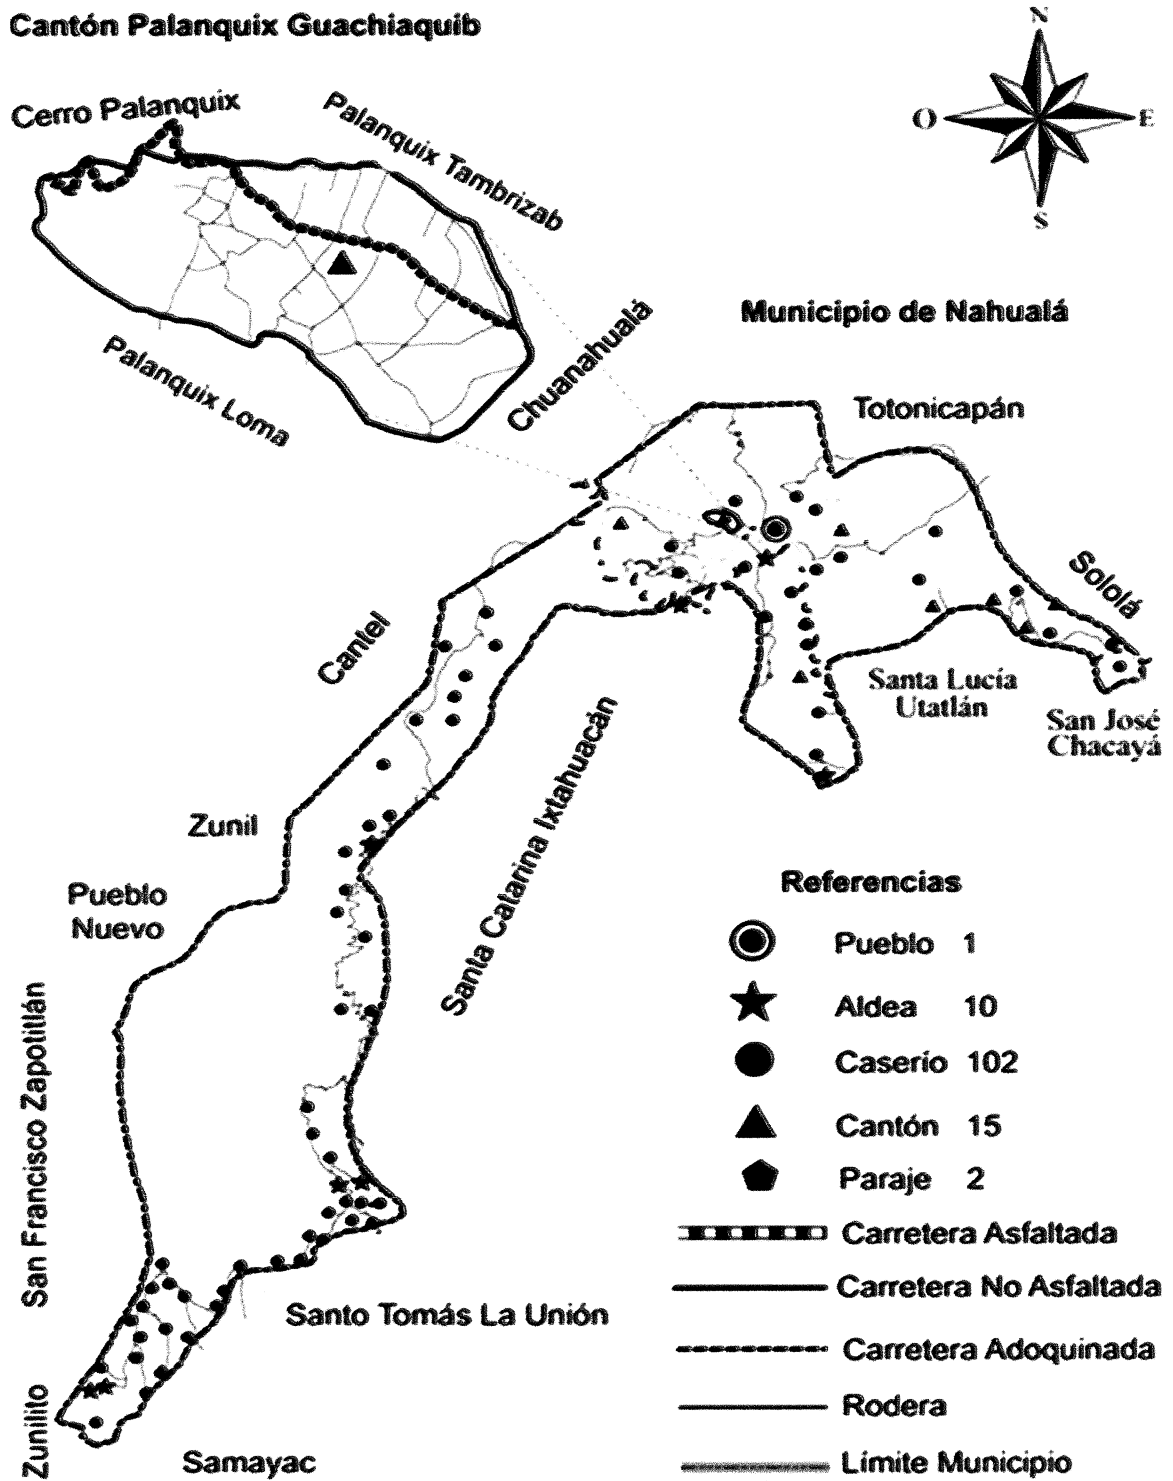 Cantón Palanquix Guachiaquib
N
O
E
S
Cerro Palanquix
Palanquix Tambrizab
Palanquix Loma
Chuanahualá
Municipio de Nahualá
Totonicapán
Sololá
Cantel
Santa Lucía
Utatlán
San José
Chacayá
Santa Catarina Ixtahuacán
Zunil
Pueblo
Nuevo
San Francisco Zapotitlán
Santo Tomás La Unión
Zunilito
Samayac
Referencias
Pueblo 1
Aldea 10
Caserío 102
Cantón 15
Paraje 2
Carretera Asfaltada
Carretera No Asfaltada
Carretera Adoquinada
Rodera
Límite Municipio